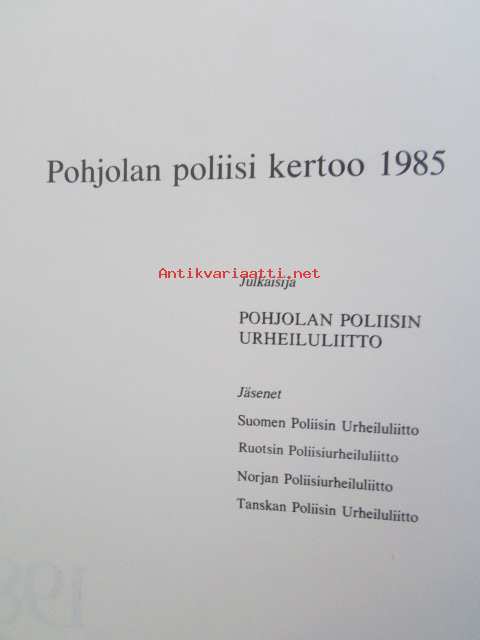 Pohjolan poliisi kertoo 1985
Antikvariaatti.net
Julkaisija
POHJOLAN POLIISIN
URHEILULIITTO
Jäsenet
Suomen Poliisin Urheiluliitto
Ruotsin Poliisiurheiluliitto
Norjan Poliisiurheiluliitto
Tanskan Poliisin Urheiluliitto